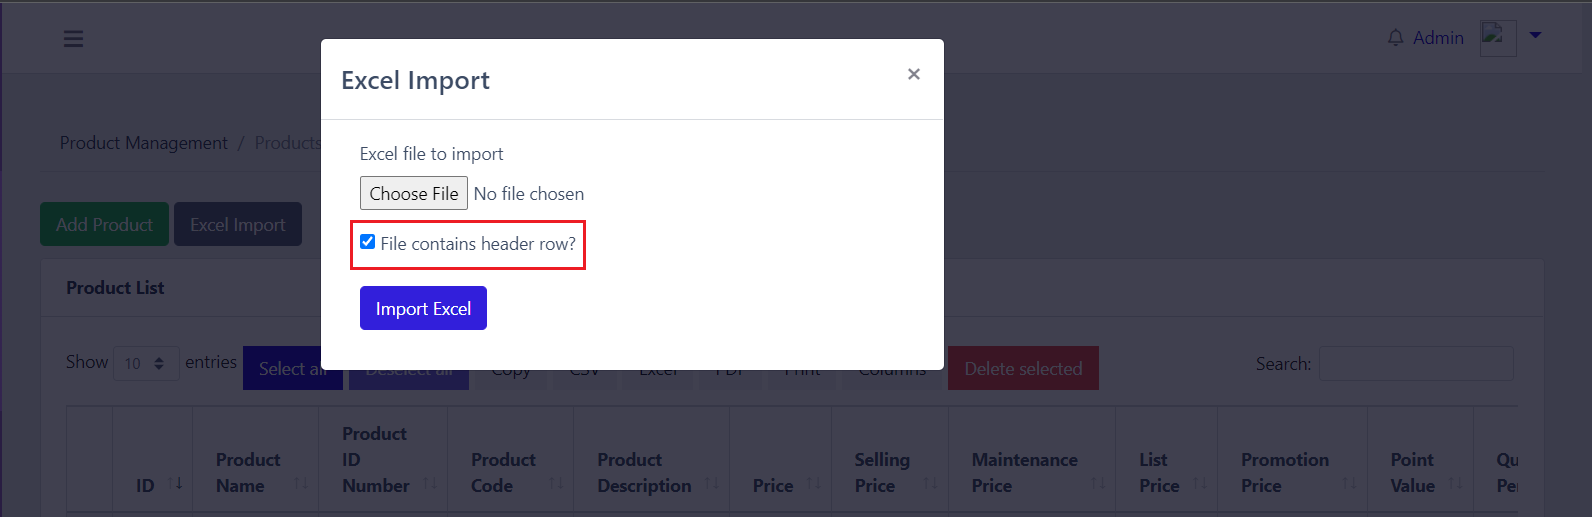 Admin
Excel Import
×
Product Management / Products
Excel file to import
Choose File No file chosen
File contains header row?
Import Excel
Add Product Excel Import
Product List
Show 10 entries Select all Deselect all Copy CSV Excel PDF Print Columns Delete selected Search:
ID
Product Name
Product ID Number
Product Code
Product Description
Price
Selling Price
Maintenance Price
List Price
Promotion Price
Point Value